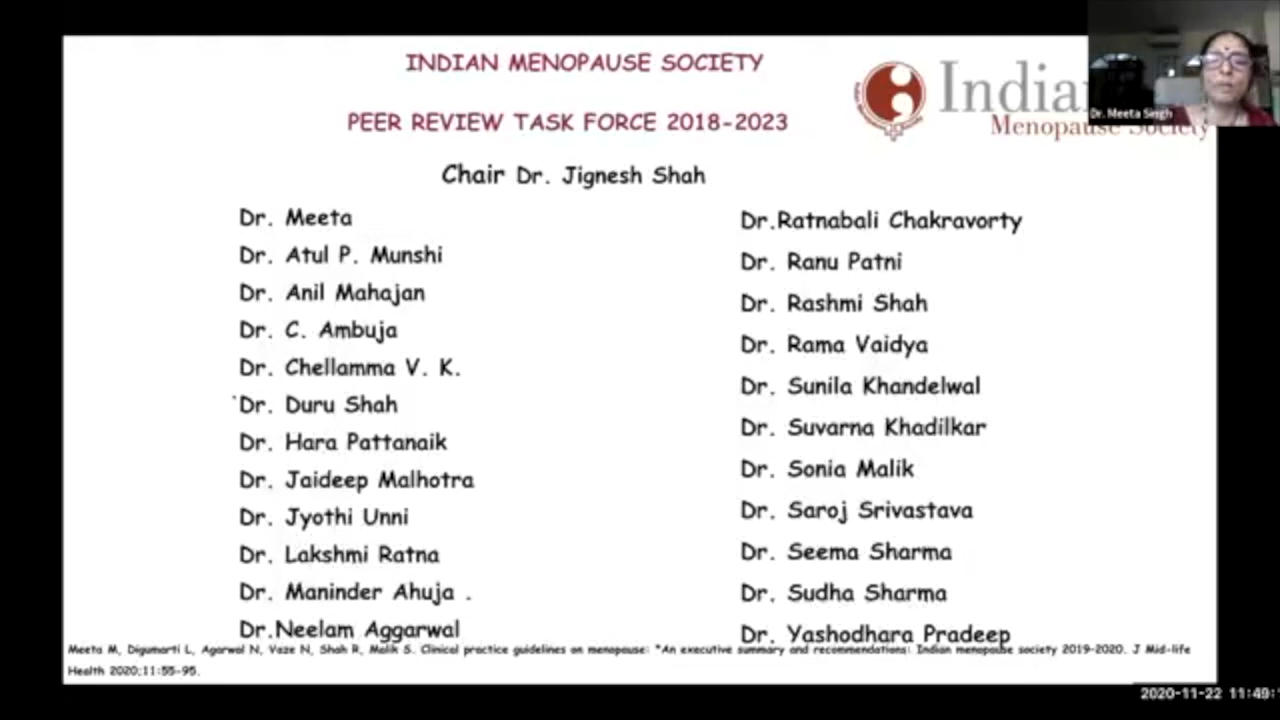 INDIAN MENOPAUSE SOCIETY
PEER REVIEW TASK FORCE 2018-2023
India
Menopause Society
Dr. Meeta Singh
Chair Dr. Jignesh Shah
Dr. Meeta
Dr. Atul P. Munshi
Dr. Anil Mahajan
Dr. C. Ambuja
Dr. Chellamma V. K.
`Dr. Duru Shah
Dr. Hara Pattanaik
Dr. Jaideep Malhotra
Dr. Jyothi Unni
Dr. Lakshmi Ratna
Dr. Maninder Ahuja .
Dr.Neelam Aggarwal
Dr.Ratnabali Chakravorty
Dr. Ranu Patni
Dr. Rashmi Shah
Dr. Rama Vaidya
Dr. Sunila Khandelwal
Dr. Suvarna Khadilkar
Dr. Sonia Malik
Dr. Saroj Srivastava
Dr. Seema Sharma
Dr. Sudha Sharma
Dr. Yashodhara Pradeep
Meeta M, Digumarti L, Agarwal N, Vaze N, Shah R, Malik S. Clinical practice guidelines on menopause: *An executive summary and recommendations: Indian menopause society 2019-2020. J Mid-life
Health 2020;11:55-95.
2020-11-22 11:49: